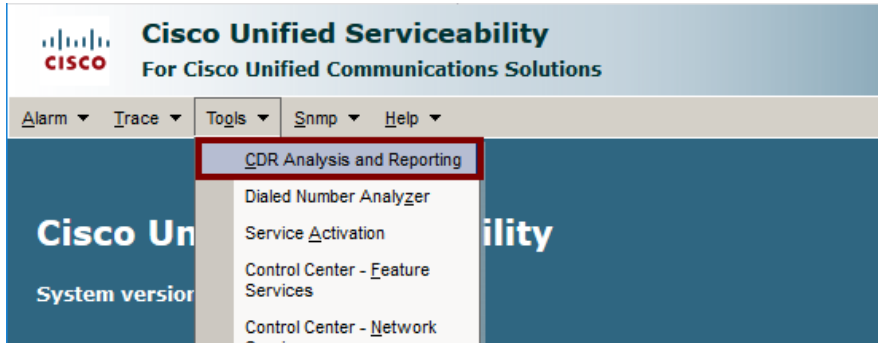 CISCO
Cisco Unified Serviceability
For Cisco Unified Communications Solutions
Alarm Trace Tools Snmp Help
CDR Analysis and Reporting
Dialed Number Analyzer
Service Activation
Control Center - Feature
Services
Control Center - Network
Cisco Un ility
System version